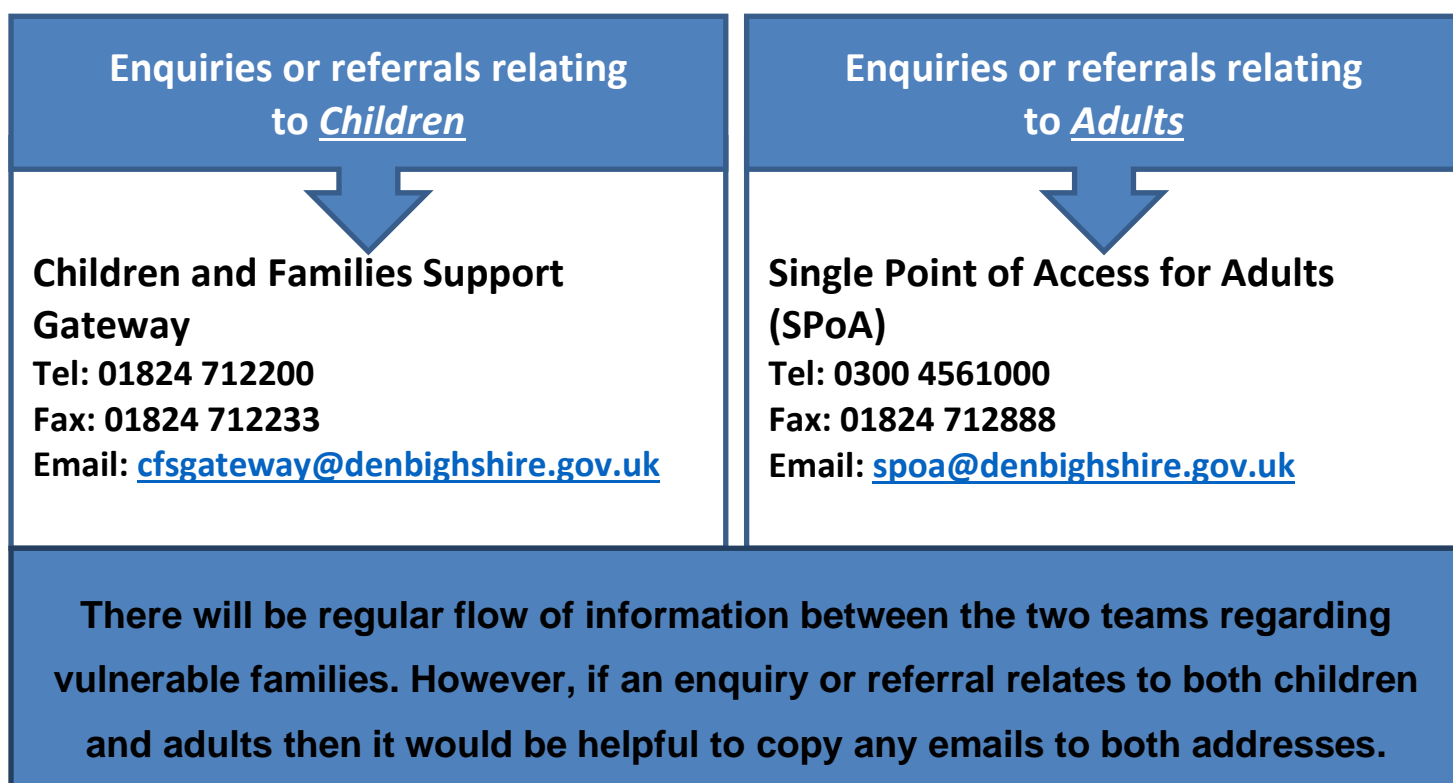 Enquiries or referrals relating
to Children
Children and Families Support
Gateway
Tel: 01824 712200
Fax: 01824 712233
Email: cfsgateway@denbighshire.gov.uk
Enquiries or referrals relating
to Adults
Single Point of Access for Adults
(SPoA)
Tel: 0300 4561000
Fax: 01824 712888
Email: spoa@denbighshire.gov.uk
There will be regular flow of information between the two teams regarding
vulnerable families. However, if an enquiry or referral relates to both children
and adults then it would be helpful to copy any emails to both addresses.